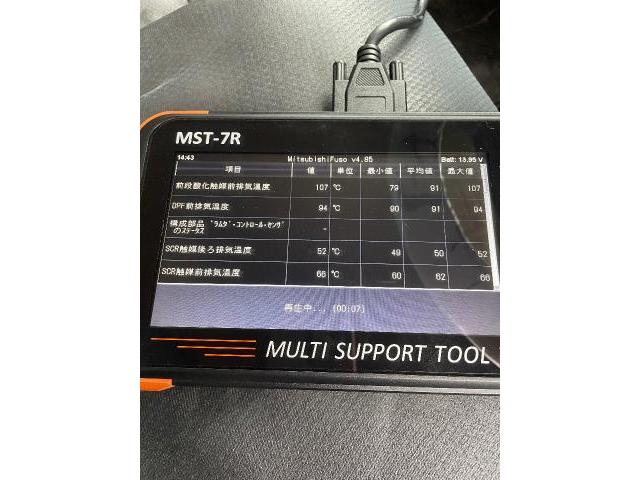 MST-7R
14:43 MitsubishiFuso v4.85 Batt: 13.95 V
項目 値 単位 最小値 平均値 最大値
前段酸化触媒前排気温度 107 ℃ 79 91 107
DPF前排気温度 94 ℃ 90 91 94
構成部品 "ラムダ・コントロール・センサ"
のステータス -
SCR触媒後ろ排気温度 52 ℃ 49 50 52
SCR触媒前排気温度 66 ℃ 60 62 66
再生中... (00:07)
MULTI SUPPORT TOOL